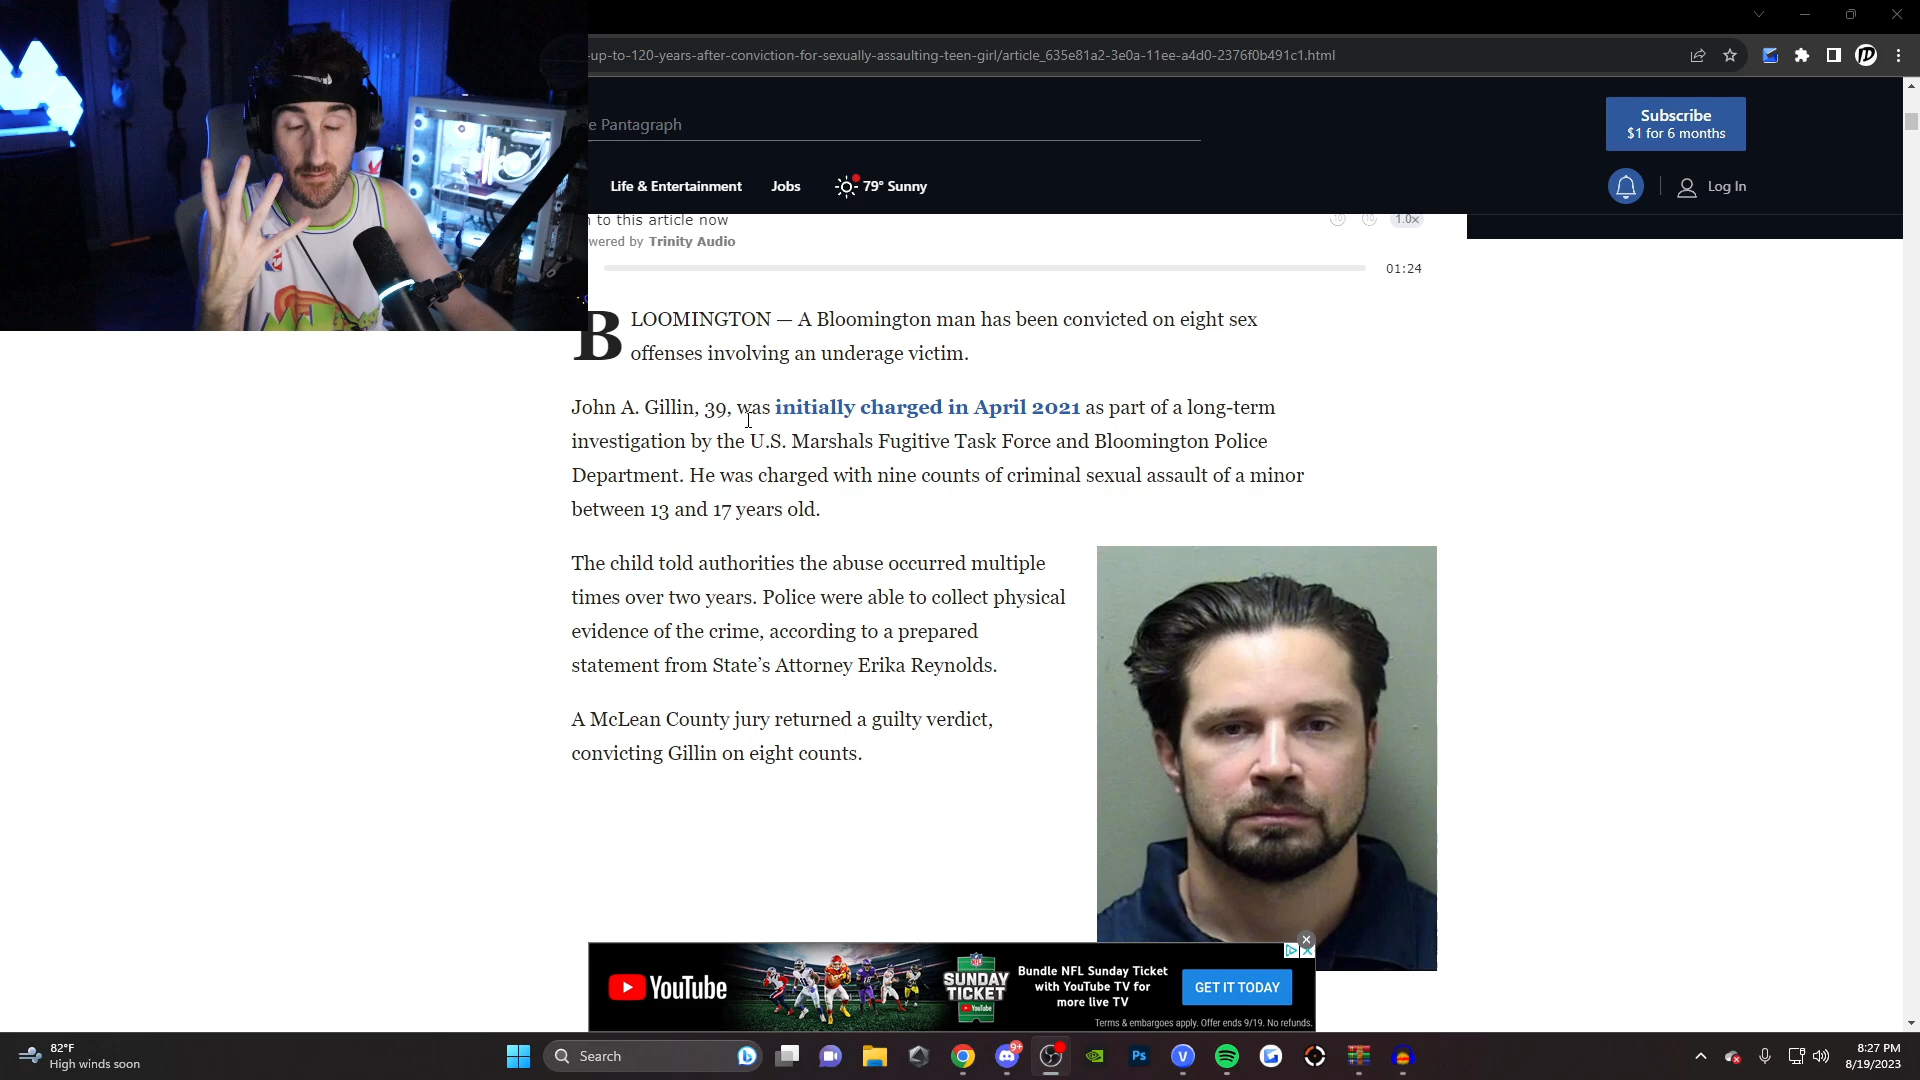 -up-to-120-years-after-conviction-for-sexually-assaulting-teen-girl/article_635e81a2-3e0a-11ee-a4d0-2376f0b491c1.html
e Pantagraph
Subscribe
$1 for 6 months
Life & Entertainment Jobs 79° Sunny
Log In
to this article now
1.0x
wered by Trinity Audio
01:24
BLOOMINGTON — A Bloomington man has been convicted on eight sex
offenses involving an underage victim.
John A. Gillin, 39, was initially charged in April 2021 as part of a long-term
investigation by the U.S. Marshals Fugitive Task Force and Bloomington Police
Department. He was charged with nine counts of criminal sexual assault of a minor
between 13 and 17 years old.
The child told authorities the abuse occurred multiple
times over two years. Police were able to collect physical
evidence of the crime, according to a prepared
statement from State’s Attorney Erika Reynolds.
A McLean County jury returned a guilty verdict,
convicting Gillin on eight counts.
YouTube
NFL
SUNDAY
TICKET
YouTube
Bundle NFL Sunday Ticket
with YouTube TV for
more live TV
GET IT TODAY
Terms & embargoes apply. Offer ends 9/19. No refunds.
82°F
High winds soon
Search
9+
Ps
8:27 PM
8/19/2023